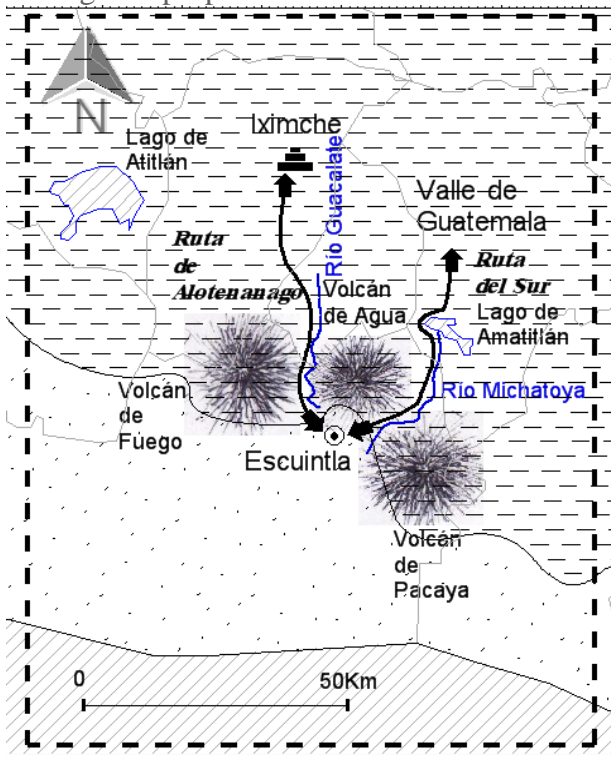 N
Iximche
Lago de
Atitlán
Río Guacalate
Valle de
Guatemala
Ruta
de
Alotenanago
Ruta
del Sur
Volcán
de Agua
Lago de
Amatitlán
Volcán
de
Fuego
Río Michatoya
Escuintla
Volcán
de
Pacaya
0
50Km